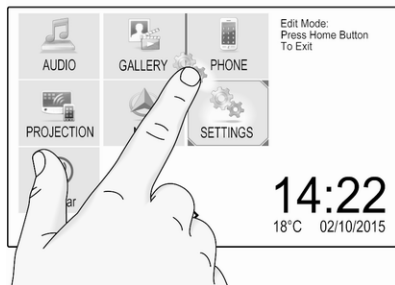 Edit Mode:
Press Home Button
To Exit
AUDIO
GALLERY
PHONE
PROJECTION
SETTINGS
14:22
18°C 02/10/2015